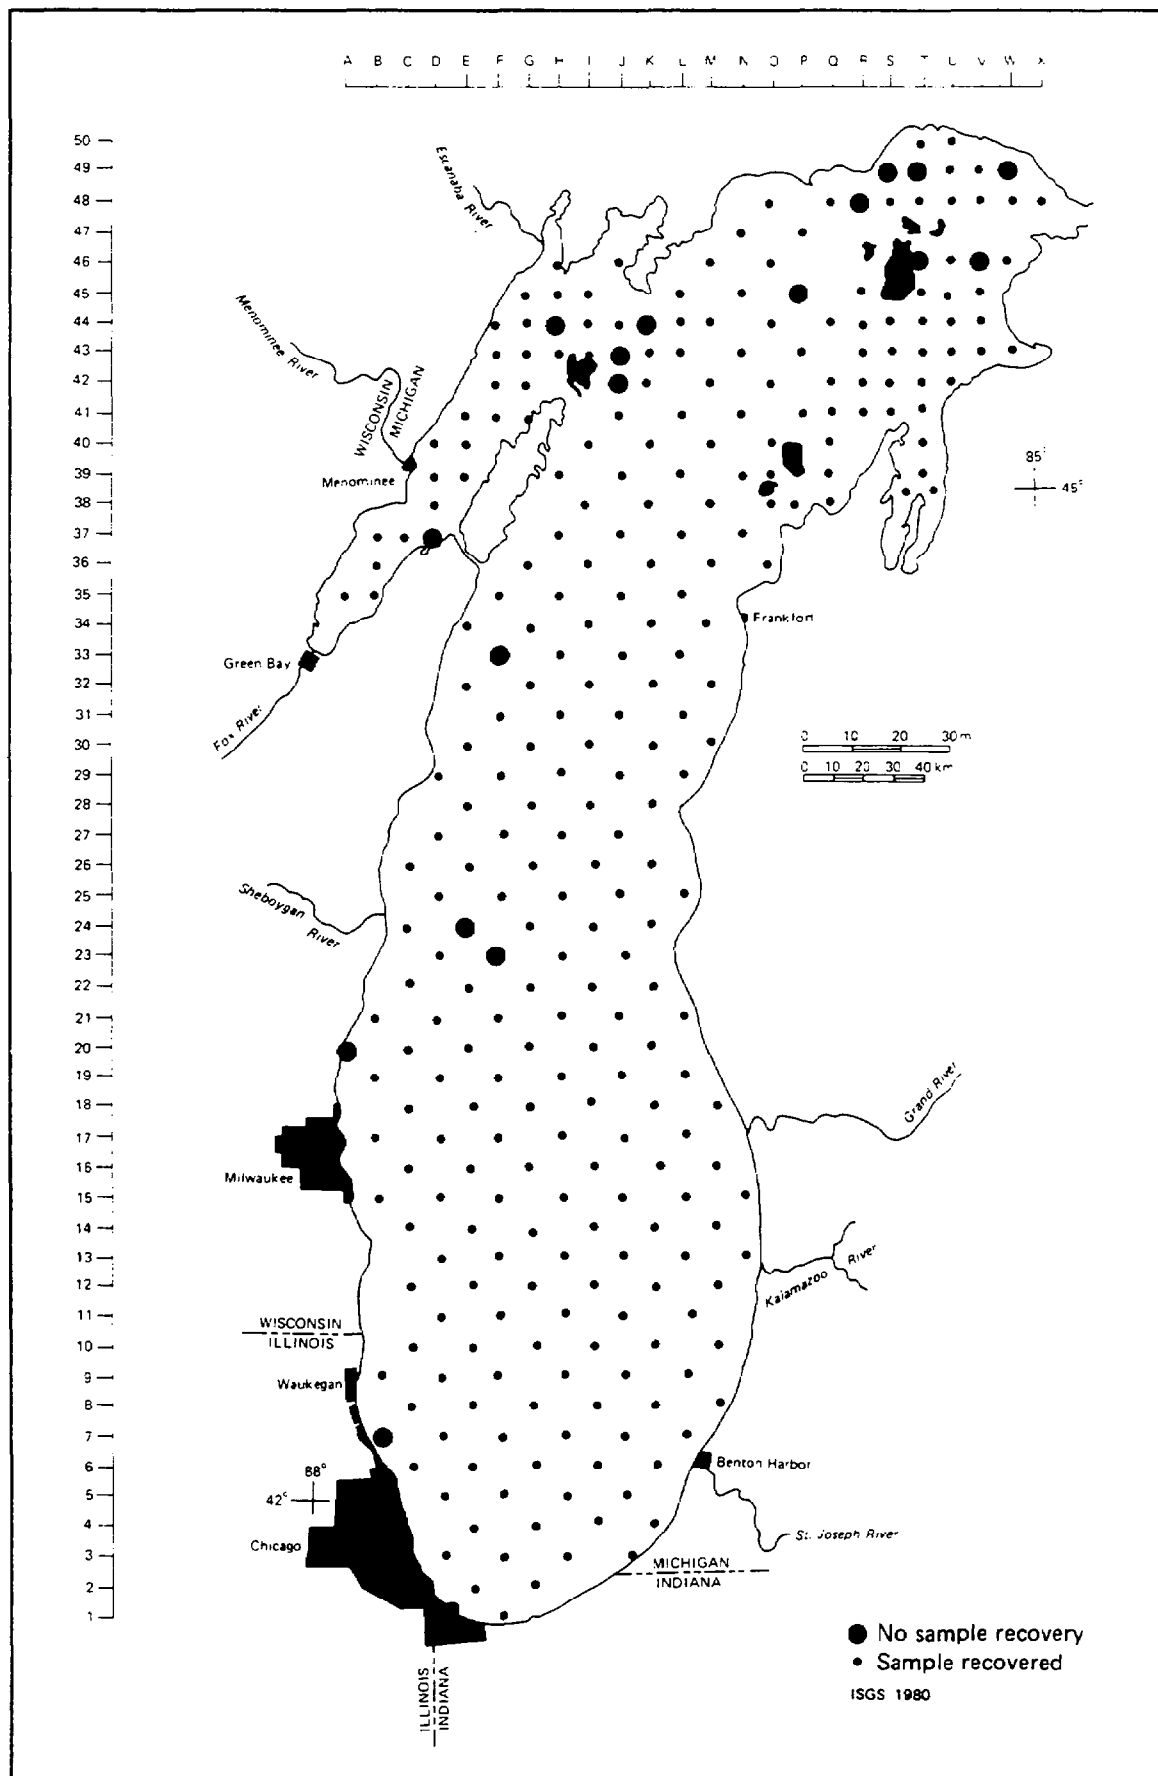 A B C D E F G H I J K L M N O P Q R S T U V W X
50
49
48
47
46
45
44
43
42
41
40
39
38
37
36
35
34
33
32
31
30
29
28
27
26
25
24
23
22
21
20
19
18
17
16
15
14
13
12
11
10
9
8
7
6
5
4
3
2
1
Escanaba River
Menominee River
WISCONSIN
MICHIGAN
Menominee
85°
45°
Frankfort
Green Bay
Fox River
0 10 20 30 m
0 10 20 30 40 km
Sheboygan River
Grand River
Milwaukee
Kalamazoo River
WISCONSIN
ILLINOIS
Waukegan
Benton Harbor
88°
42°
St. Joseph River
Chicago
MICHIGAN
INDIANA
No sample recovery
Sample recovered
ISGS 1980
ILLINOIS
INDIANA